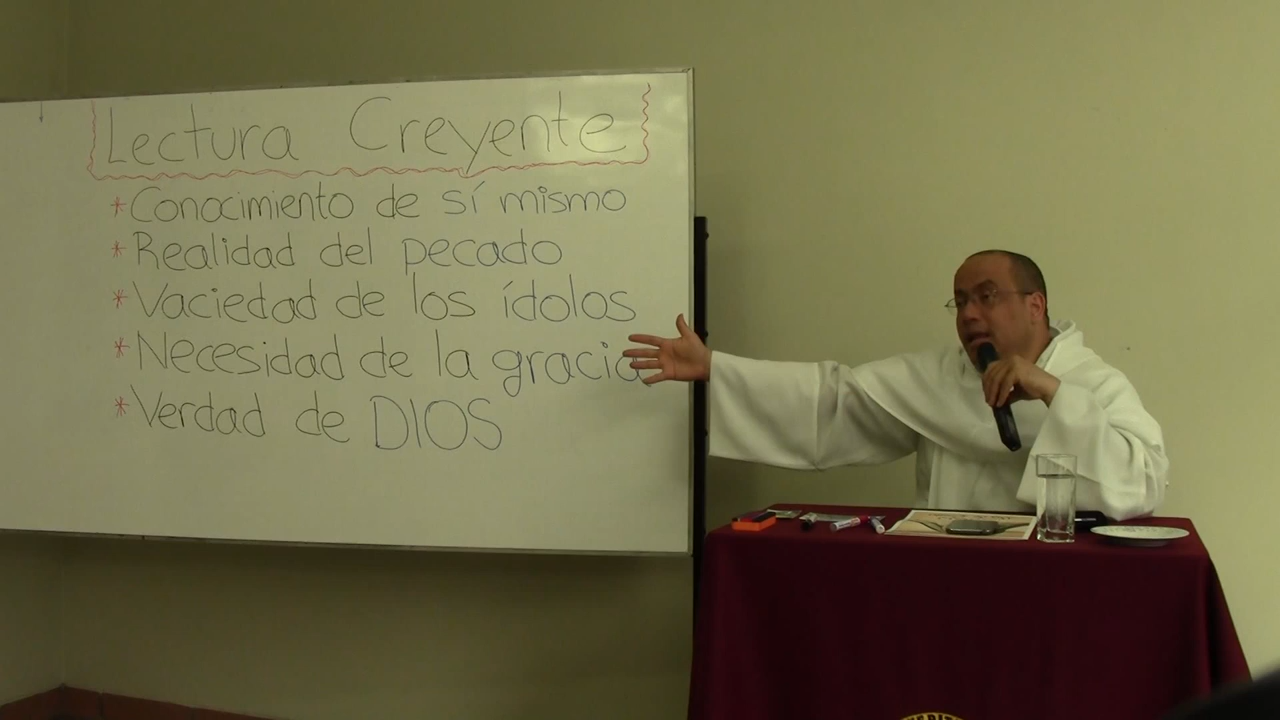 Lectura Creyente
* Conocimiento de sí mismo
* Realidad del pecado
* Vaciedad de los ídolos
* Necesidad de la gracia
* Verdad de DIOS